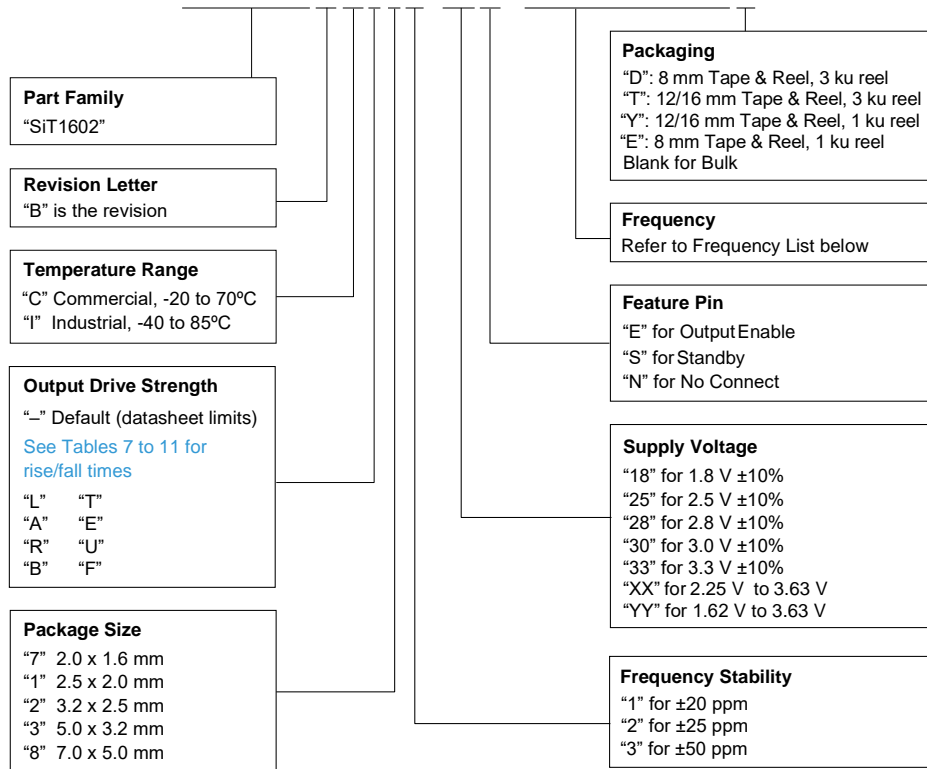 Part Family
“SiT1602”
Revision Letter
“B” is the revision
Temperature Range
“C” Commercial, -20 to 70ºC
“I” Industrial, -40 to 85ºC
Output Drive Strength
“–” Default (datasheet limits)
See Tables 7 to 11 for
rise/fall times
“L” “T”
“A” “E”
“R” “U”
“B” “F”
Package Size
“7” 2.0 x 1.6 mm
“1” 2.5 x 2.0 mm
“2” 3.2 x 2.5 mm
“3” 5.0 x 3.2 mm
“8” 7.0 x 5.0 mm
Packaging
“D”: 8 mm Tape & Reel, 3 ku reel
“T”: 12/16 mm Tape & Reel, 3 ku reel
“Y”: 12/16 mm Tape & Reel, 1 ku reel
“E”: 8 mm Tape & Reel, 1 ku reel
Blank for Bulk
Frequency
Refer to Frequency List below
Feature Pin
“E” for Output Enable
“S” for Standby
“N” for No Connect
Supply Voltage
“18” for 1.8 V ±10%
“25” for 2.5 V ±10%
“28” for 2.8 V ±10%
“30” for 3.0 V ±10%
“33” for 3.3 V ±10%
“XX” for 2.25 V to 3.63 V
“YY” for 1.62 V to 3.63 V
Frequency Stability
“1” for ±20 ppm
“2” for ±25 ppm
“3” for ±50 ppm